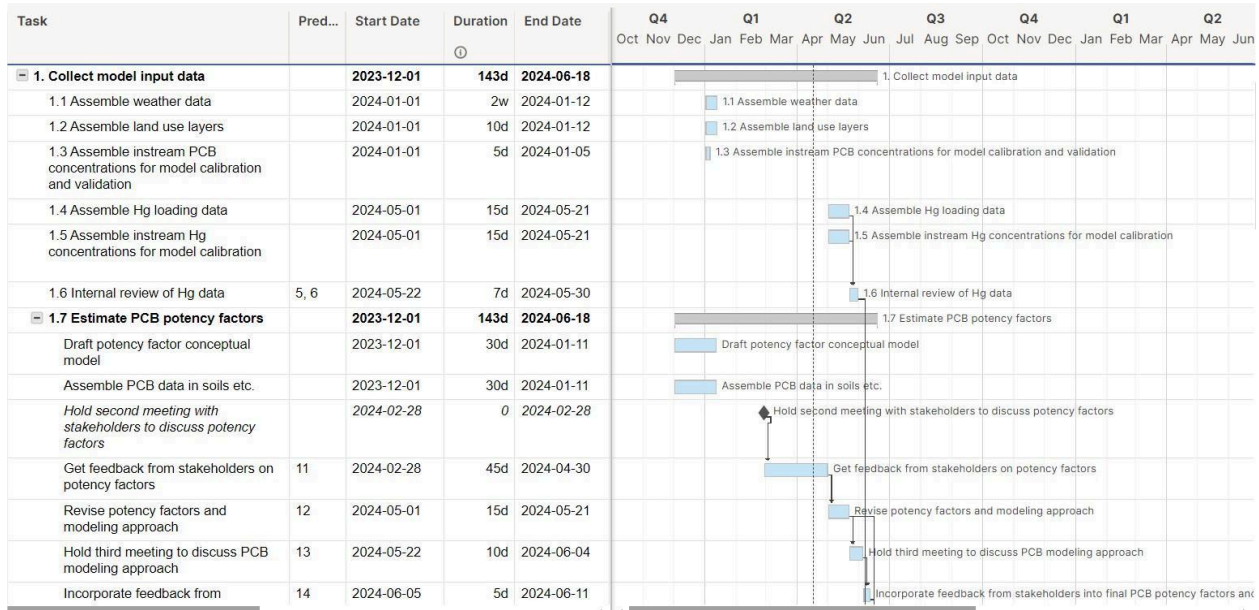 Task Pred... Start Date Duration End Date Q4 Q1 Q2 Q3 Q4 Q1 Q2
Oct Nov Dec Jan Feb Mar Apr May Jun Jul Aug Sep Oct Nov Dec Jan Feb Mar Apr May Jun
1. Collect model input data 2023-12-01 143d 2024-06-18 1. Collect model input data
1.1 Assemble weather data 2024-01-01 2w 2024-01-12 1.1 Assemble weather data
1.2 Assemble land use layers 2024-01-01 10d 2024-01-12 1.2 Assemble land use layers
1.3 Assemble instream PCB 2024-01-01 5d 2024-01-05 1.3 Assemble instream PCB concentrations for model calibration and validation
concentrations for model calibration
and validation
1.4 Assemble Hg loading data 2024-05-01 15d 2024-05-21 1.4 Assemble Hg loading data
1.5 Assemble instream Hg 2024-05-01 15d 2024-05-21 1.5 Assemble instream Hg concentrations for model calibration
concentrations for model calibration
1.6 Internal review of Hg data 5, 6 2024-05-22 7d 2024-05-30 1.6 Internal review of Hg data
1.7 Estimate PCB potency factors 2023-12-01 143d 2024-06-18 1.7 Estimate PCB potency factors
Draft potency factor conceptual 2023-12-01 30d 2024-01-11 Draft potency factor conceptual model
model
Assemble PCB data in soils etc. 2023-12-01 30d 2024-01-11 Assemble PCB data in soils etc.
Hold second meeting with 2024-02-28 0 2024-02-28 Hold second meeting with stakeholders to discuss potency factors
stakeholders to discuss potency
factors
Get feedback from stakeholders on 11 2024-02-28 45d 2024-04-30 Get feedback from stakeholders on potency factors
potency factors
Revise potency factors and 12 2024-05-01 15d 2024-05-21 Revise potency factors and modeling approach
modeling approach
Hold third meeting to discuss PCB 13 2024-05-22 10d 2024-06-04 Hold third meeting to discuss PCB modeling approach
modeling approach
Incorporate feedback from 14 2024-06-05 5d 2024-06-11 Incorporate feedback from stakeholders into final PCB potency factors and